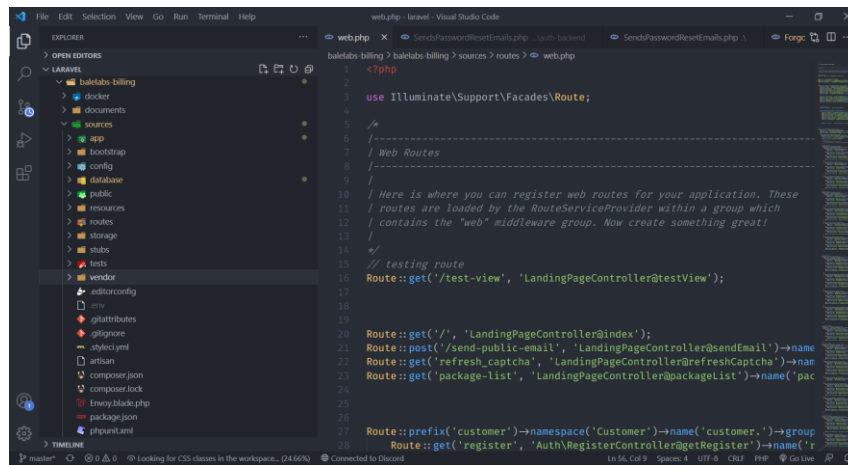 File Edit Selection View Go Run Terminal Help
web.php - laravel - Visual Studio Code
EXPLORER
web.php
SendsPasswordResetEmails.php ...\auth-backend
SendsPasswordResetEmails.php
Forgc
OPEN EDITORS
LARAVEL
balelabs-billing
docker
documents
sources
app
bootstrap
config
database
public
resources
routes
storage
stubs
tests
vendor
.editorconfig
.env
.gitattributes
.gitignore
.styleci.yml
artisan
composer.json
composer.lock
Envoy.blade.php
package.json
phpunit.xml
TIMELINE
balelabs-billing > balelabs-billing > sources > routes > web.php
1 <?php
2
3 use Illuminate\Support\Facades\Route;
4
5 /*
6 |--------------------------------------------------------------------------
7 | Web Routes
8 |--------------------------------------------------------------------------
9 |
10 | Here is where you can register web routes for your application. These
11 | routes are loaded by the RouteServiceProvider within a group which
12 | contains the "web" middleware group. Now create something great!
13 |
14 */
15 // testing route
16 Route::get('/test-view', 'LandingPageController@testView');
17
18
19
20 Route::get('/', 'LandingPageController@index');
21 Route::post('/send-public-email', 'LandingPageController@sendEmail')->name
22 Route::get('refresh_captcha', 'LandingPageController@refreshCaptcha')->nam
23 Route::get('package-list', 'LandingPageController@packageList')->name('pac
24
25
26
27 Route::prefix('customer')->namespace('Customer')->name('customer.')->group
28 Route::get('register', 'Auth\RegisterController@getRegister')->name('r
master* 0 0 Looking for CSS classes in the workspace... (24.66%) Connected to Discord Ln 56, Col 9 Spaces: 4 UTF-8 CRLF PHP Go Live